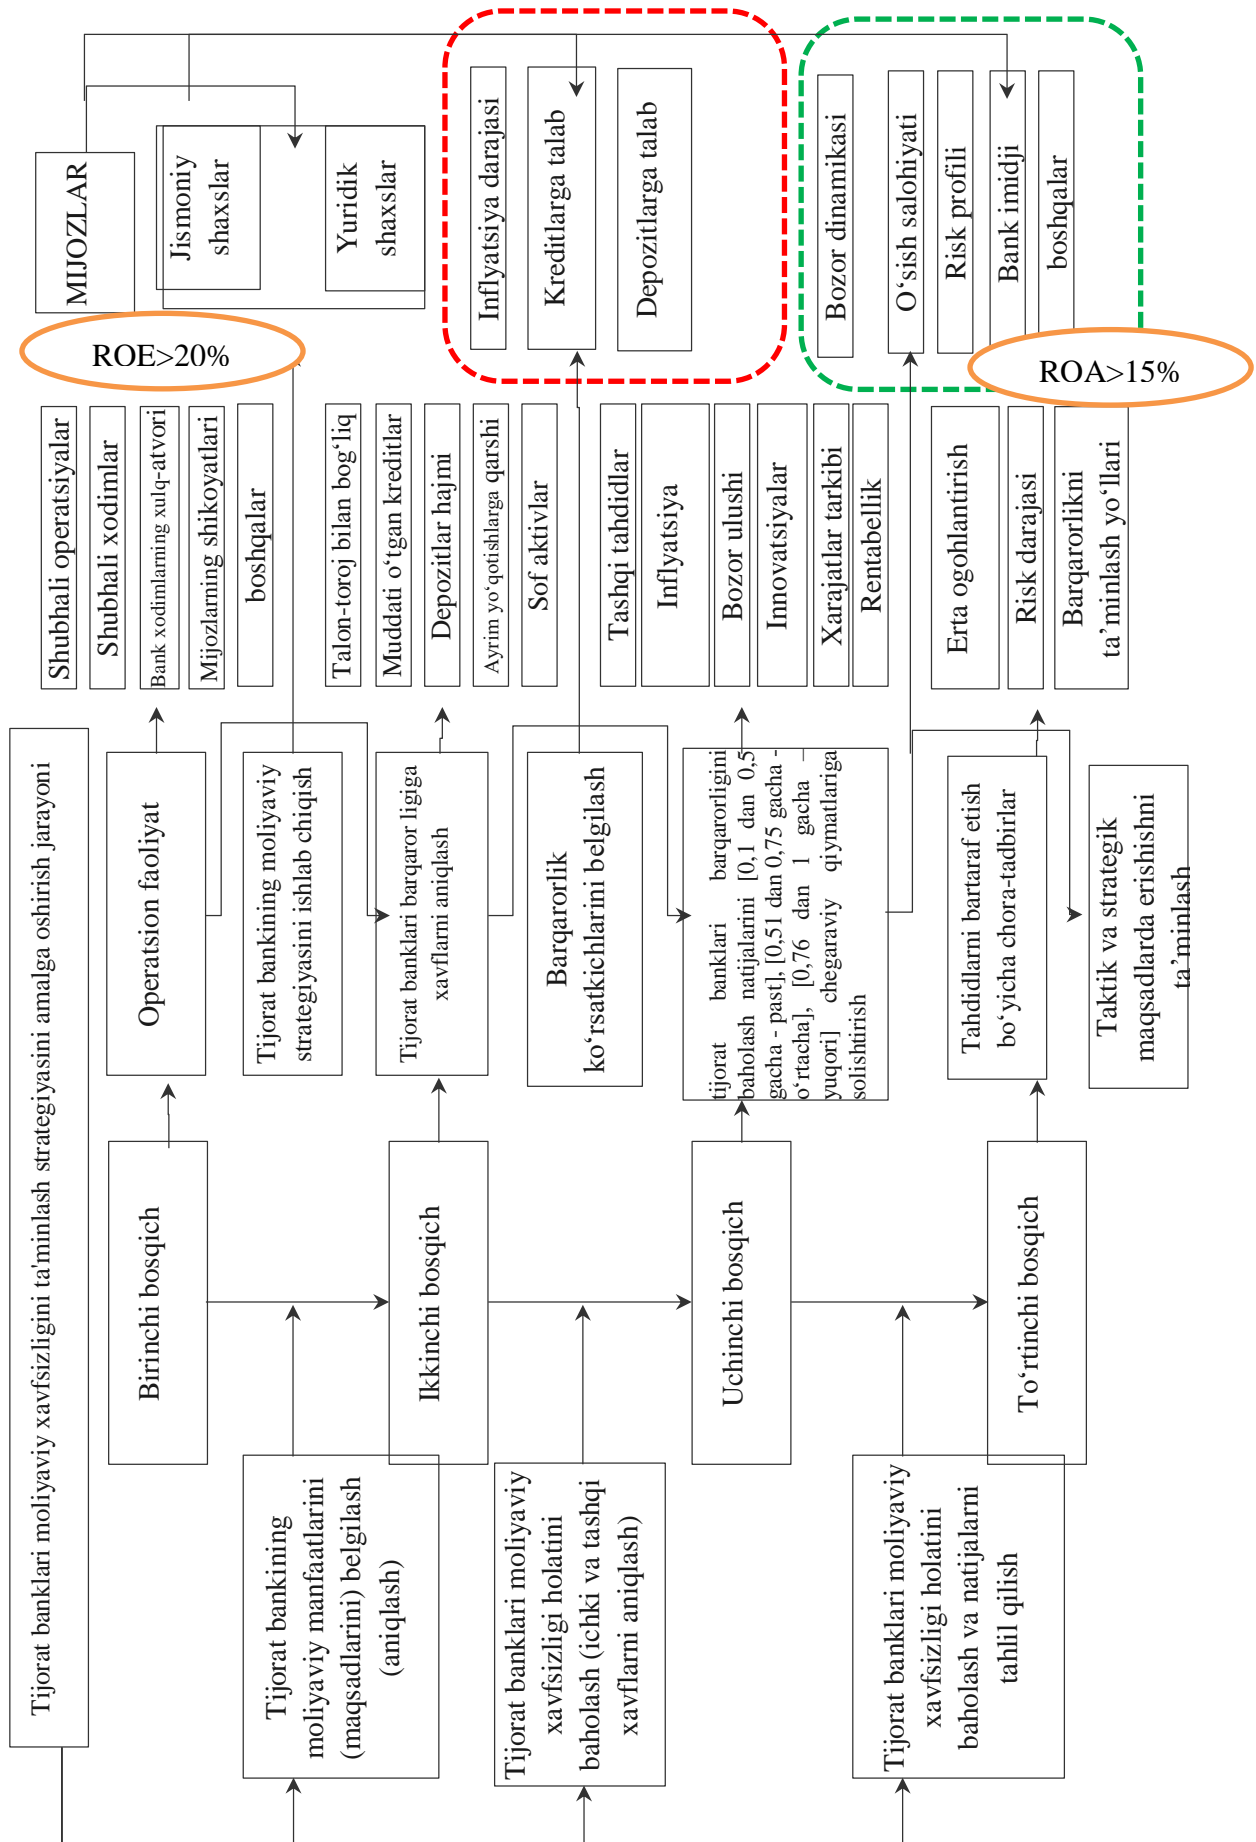 Tijorat banklari moliyaviy xavfsizligini ta'minlash strategiyasini amalga oshirish jarayoni
Tijorat bankining
moliyaviy manfaatlarini
(maqsadlarini) belgilash
(aniqlash)
Tijorat banklari moliyaviy
xavfsizligi holatini
baholash (ichki va tashqi
xavflarni aniqlash)
Tijorat banklari moliyaviy
xavfsizligi holatini
baholash va natijalarni
tahlil qilish
Birinchi bosqich
Ikkinchi bosqich
Uchinchi bosqich
To‘rtinchi bosqich
Operatsion faoliyat
Tijorat bankining moliyaviy
strategiyasini ishlab chiqish
Tijorat banklari barqaror ligiga
xavflarni aniqlash
Barqarorlik
ko‘rsatkichlarini belgilash
tijorat banklari barqarorligini
baholash natijalarini [0,1 dan 0,5
gacha - past], [0,51 dan 0,75 gacha -
o‘rtacha], [0,76 dan 1 gacha –
yuqori] chegaraviy qiymatlariga
solishtirish
Tahdidlarni bartaraf etish
bo‘yicha chora-tadbirlar
Taktik va strategik
maqsadlarda erishishni
ta’minlash
Shubhali operatsiyalar
Shubhali xodimlar
Bank xodimlarning xulq-atvori
Mijozlarning shikoyatlari
boshqalar
Talon-toroj bilan bog‘liq
Muddati o‘tgan kreditlar
Depozitlar hajmi
Ayrim yo‘qotishlarga qarshi
Sof aktivlar
Tashqi tahdidlar
Inflyatsiya
Bozor ulushi
Innovatsiyalar
Xarajatlar tarkibi
Rentabellik
Erta ogohlantirish
Risk darajasi
Barqarorlikni
ta’minlash yo‘llari
MIJOZLAR
Jismoniy
shaxslar
Yuridik
shaxslar
ROE>20%
Inflyatsiya darajasi
Kreditlarga talab
Depozitlarga talab
Bozor dinamikasi
O‘sish salohiyati
Risk profili
Bank imidji
boshqalar
ROA>15%